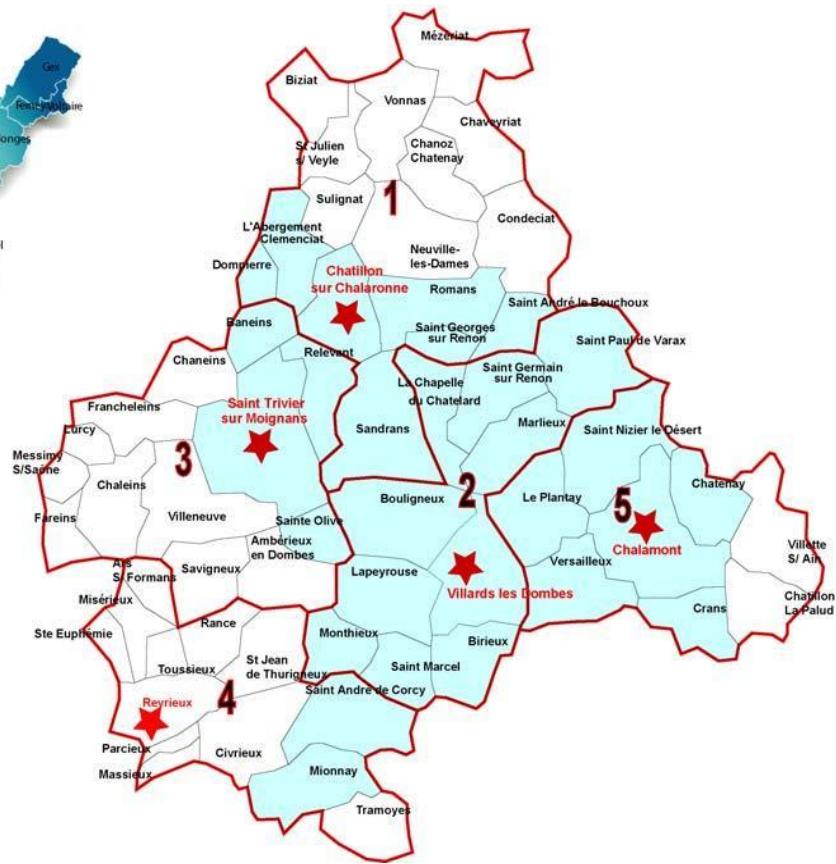 Gex
Ferney-Voltaire
onges
el
Mézériat
Biziat
Vonnas
Chaveyriat
St Julien
s/ Veyle
Chanoz
Chatenay
1
Sulignat
Condeciat
L'Abergement
Clemenciat
Neuville-
les-Dames
Dompierre
Chatillon
sur Chalaronne
Romans
Saint André le Bouchoux
Baneins
Saint Georges
sur Renon
Saint Paul de Varax
Relevant
Chaneins
Saint Germain
sur Renon
La Chapelle
du Chatelard
Francheleins
Saint Trivier
sur Moignans
Marlieux
Lurcy
Sandrans
Saint Nizier le Désert
Messimy
S/Saône
3
Chaleins
Chatenay
2
Bouligneux
Le Plantay
5
Fareins
Villeneuve
Sainte Olive
Chalamont
Ambérieux
en Dombes
Villette
S/ Ain
Ars
S/ Formans
Savigneux
Lapeyrouse
Versailleux
Villards les Dombes
Chatillon
La Palud
Misérieux
Crans
Rance
Ste Euphémie
Monthieux
Birieux
Toussieux
St Jean
de Thurigneux
Saint Marcel
Saint André de Corcy
Reyrieux
4
Parcieux
Civrieux
Massieux
Mionnay
Tramoyes